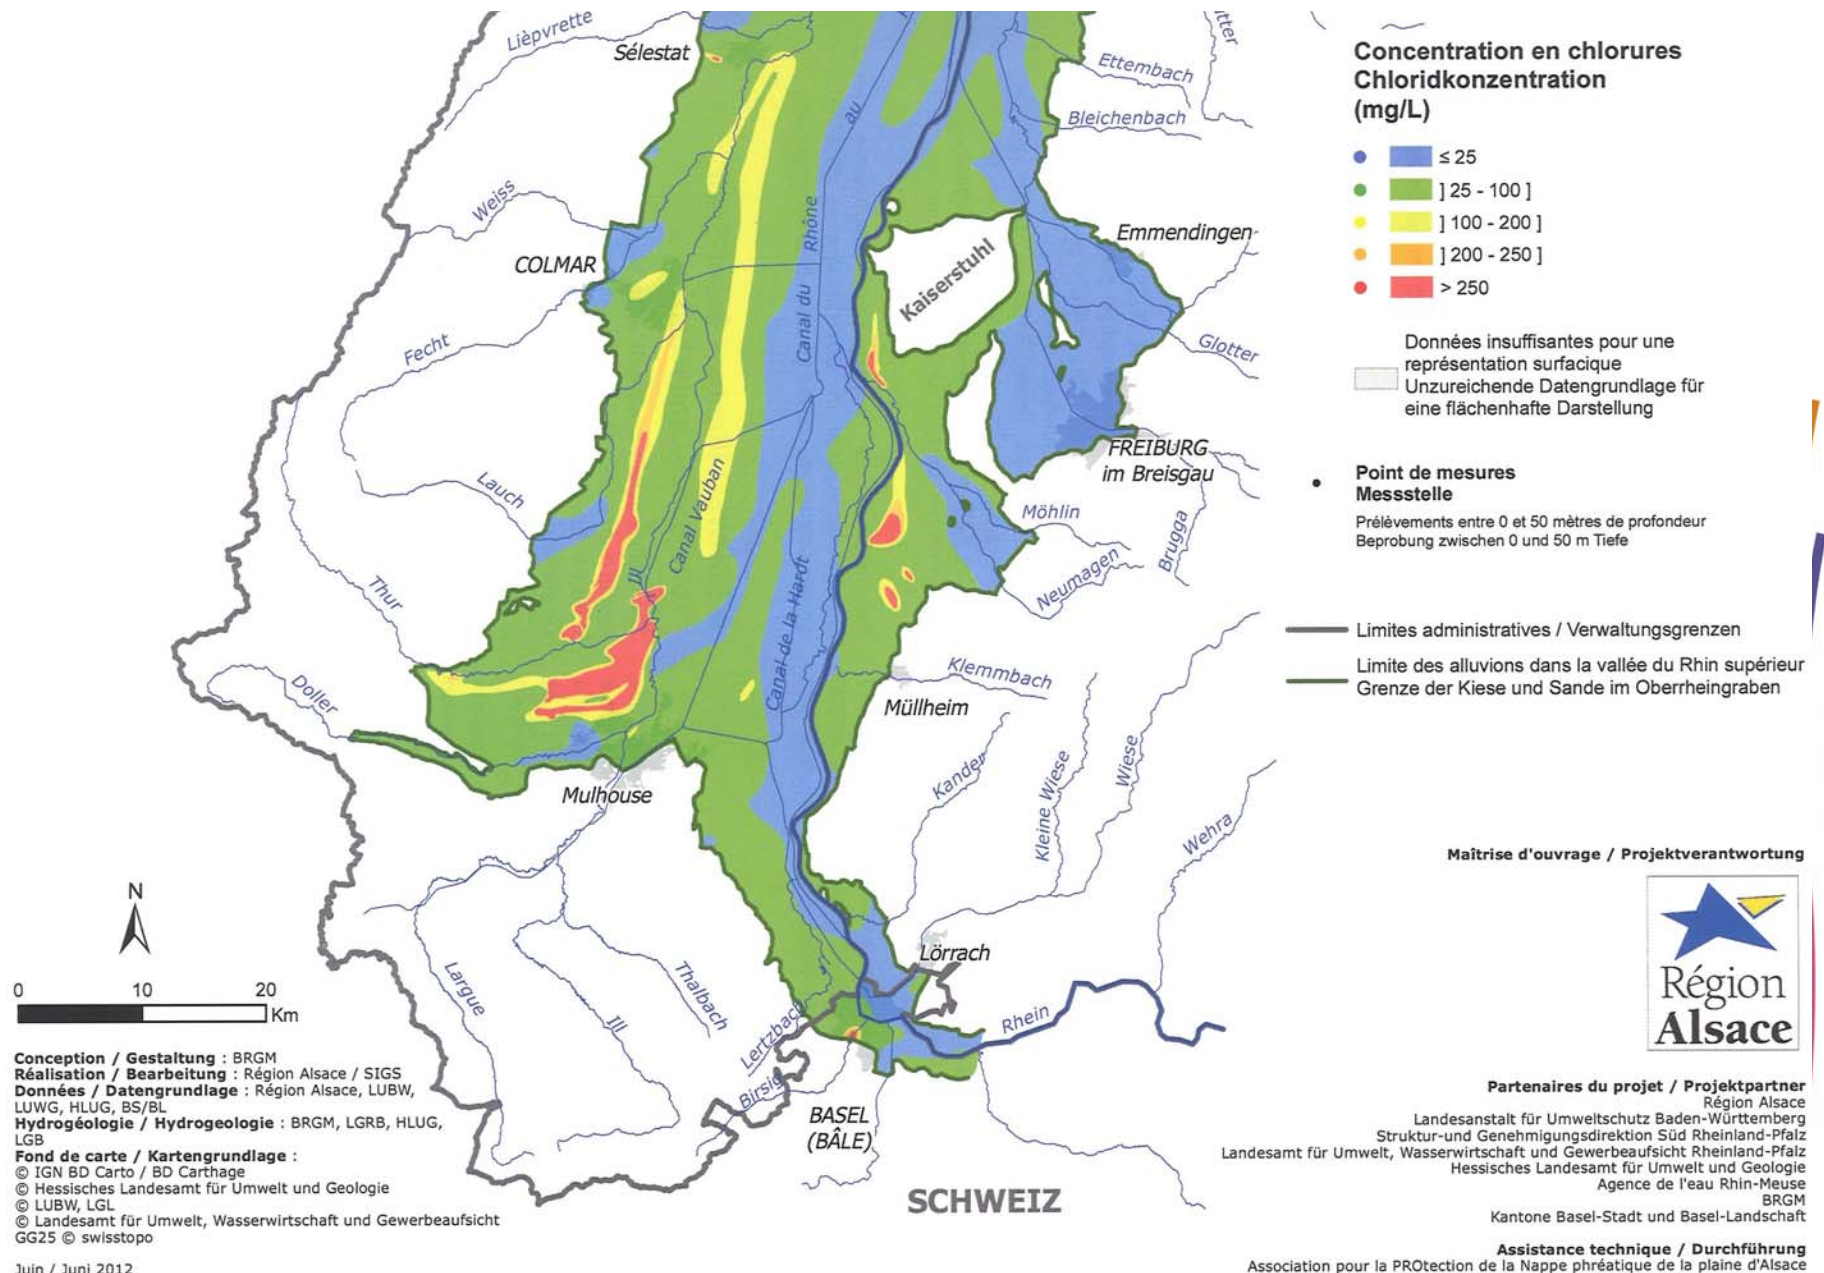 Lièpvrette
Sélestat
Ettembach
Bleichenbach
au
Weiss
Rhône
Emmendingen
COLMAR
Kaiserstuhl
Canal du
Fecht
Glotter
FREIBURG
im Breisgau
Lauch
Canal Vauban
Möhlin
Brugga
Neumagen
Ill
Thur
Canal de la Hardt
Klemmbach
Doller
Müllheim
Kander
Kleine Wiese
Wiese
Wehra
Mulhouse
Lörrach
Largue
Ill
Thalbach
Lertzbach
Rhein
Birsig
BASEL
(BÂLE)
SCHWEIZ
Concentration en chlorures
Chloridkonzentration
(mg/L)
≤ 25
] 25 - 100 ]
] 100 - 200 ]
] 200 - 250 ]
> 250
Données insuffisantes pour une
représentation surfacique
Unzureichende Datengrundlage für
eine flächenhafte Darstellung
Point de mesures
Messstelle
Prélèvements entre 0 et 50 mètres de profondeur
Beprobung zwischen 0 und 50 m Tiefe
Limites administratives / Verwaltungsgrenzen
Limite des alluvions dans la vallée du Rhin supérieur
Grenze der Kiese und Sande im Oberrheingraben
Maîtrise d'ouvrage / Projektverantwortung
Région
Alsace
N
0 10 20
Km
Conception / Gestaltung : BRGM
Réalisation / Bearbeitung : Région Alsace / SIGS
Données / Datengrundlage : Région Alsace, LUBW,
LUWG, HLUG, BS/BL
Hydrogéologie / Hydrogeologie : BRGM, LGRB, HLUG,
LGB
Fond de carte / Kartengrundlage :
© IGN BD Carto / BD Carthage
© Hessisches Landesamt für Umwelt und Geologie
© LUBW, LGL
© Landesamt für Umwelt, Wasserwirtschaft und Gewerbeaufsicht
GG25 © swisstopo
Juin / Juni 2012
Partenaires du projet / Projektpartner
Région Alsace
Landesanstalt für Umweltschutz Baden-Württemberg
Struktur-und Genehmigungsdirektion Süd Rheinland-Pfalz
Landesamt für Umwelt, Wasserwirtschaft und Gewerbeaufsicht Rheinland-Pfalz
Hessisches Landesamt für Umwelt und Geologie
Agence de l'eau Rhin-Meuse
BRGM
Kantone Basel-Stadt und Basel-Landschaft
Assistance technique / Durchführung
Association pour la PROtection de la Nappe phréatique de la plaine d'Alsace